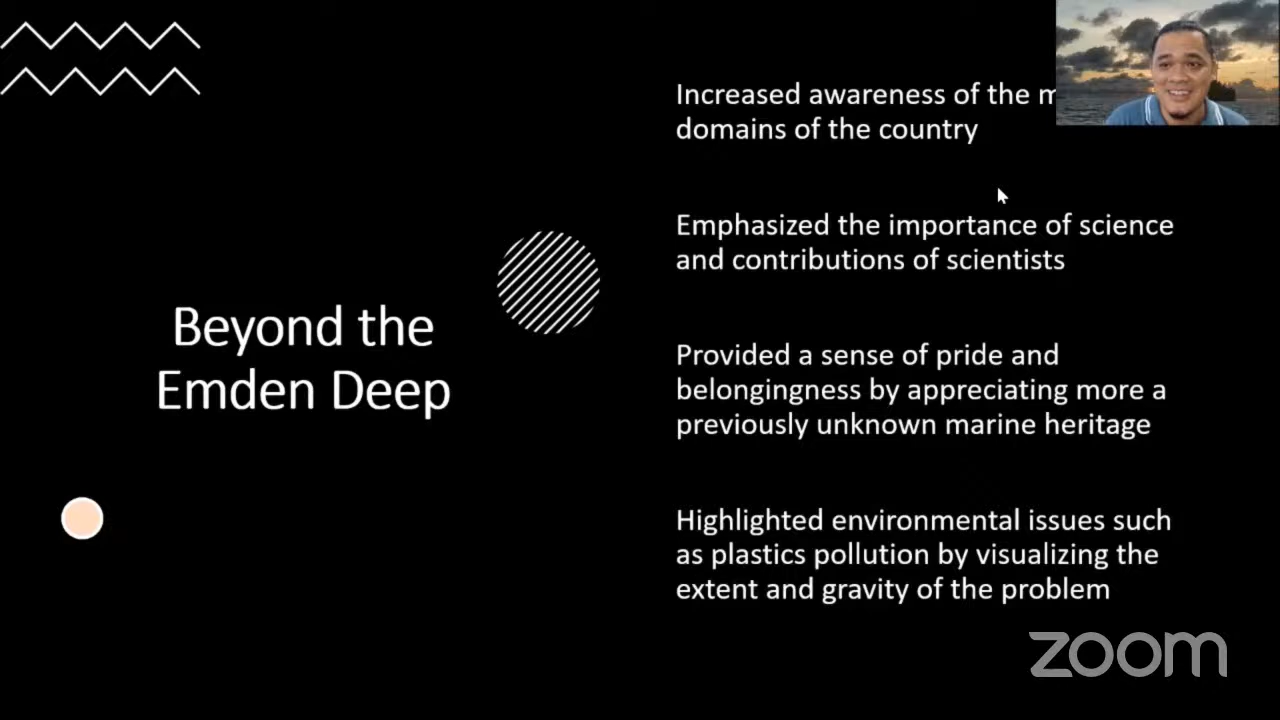 Beyond the
Emden Deep
Increased awareness of the
domains of the country
Emphasized the importance of science
and contributions of scientists
Provided a sense of pride and
belongingness by appreciating more a
previously unknown marine heritage
Highlighted environmental issues such
as plastics pollution by visualizing the
extent and gravity of the problem
zoom